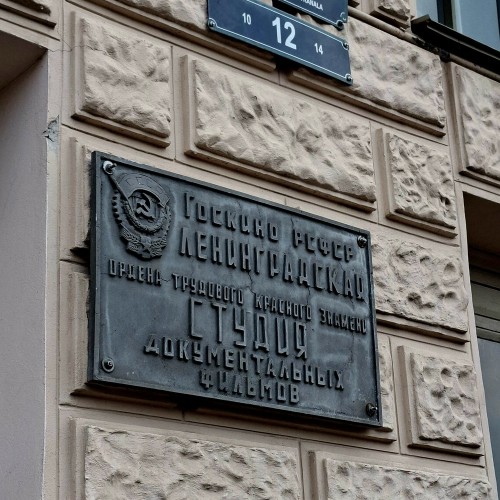 10 12 14
Госкино РСФСР
ЛЕНИНГРАДСКАЯ
ОРДЕНА ТРУДОВОГО КРАСНОГО ЗНАМЕНИ
СТУДИЯ
ДОКУМЕНТАЛЬНЫХ
ФИЛЬМОВ